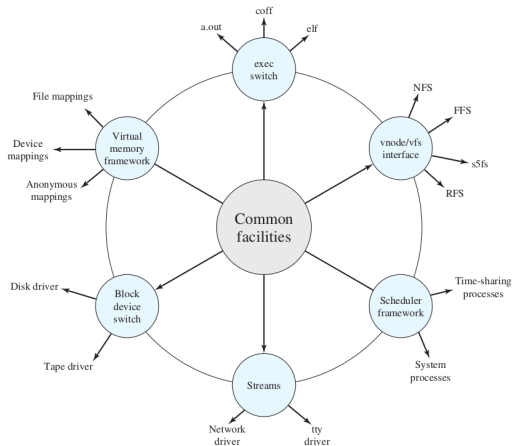 coff
a.out
elf
exec
switch
File mappings
Device
mappings
Anonymous
mappings
Virtual
memory
framework
NFS
FFS
s5fs
RFS
vnode/vfs
interface
Common
facilities
Disk driver
Tape driver
Block
device
switch
Time-sharing
processes
System
processes
Scheduler
framework
Streams
Network
driver
tty
driver